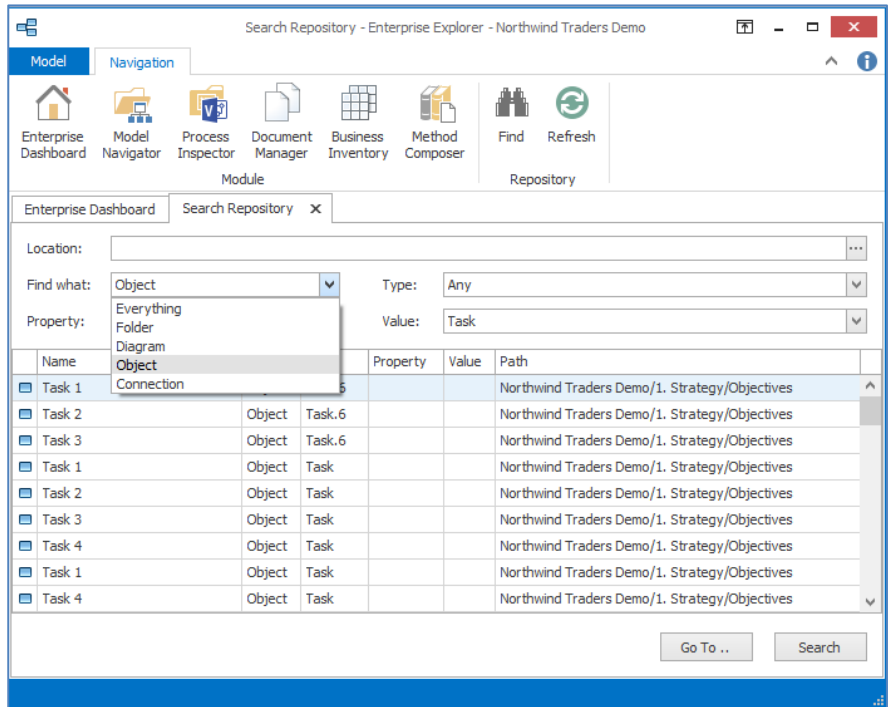 Search Repository - Enterprise Explorer - Northwind Traders Demo
Model Navigation
Enterprise Dashboard
Model Navigator
Process Inspector
Document Manager
Business Inventory
Method Composer
Find
Refresh
Module
Repository
Enterprise Dashboard Search Repository
Location:
Find what: Object Type: Any
Everything
Folder
Diagram
Object
Connection
Property: Value: Task
Name Property Value Path
Task 1 Northwind Traders Demo/1. Strategy/Objectives
Task 2 Object Task.6 Northwind Traders Demo/1. Strategy/Objectives
Task 3 Object Task.6 Northwind Traders Demo/1. Strategy/Objectives
Task 1 Object Task Northwind Traders Demo/1. Strategy/Objectives
Task 2 Object Task Northwind Traders Demo/1. Strategy/Objectives
Task 3 Object Task Northwind Traders Demo/1. Strategy/Objectives
Task 4 Object Task Northwind Traders Demo/1. Strategy/Objectives
Task 1 Object Task Northwind Traders Demo/1. Strategy/Objectives
Task 4 Object Task Northwind Traders Demo/1. Strategy/Objectives
Go To .. Search